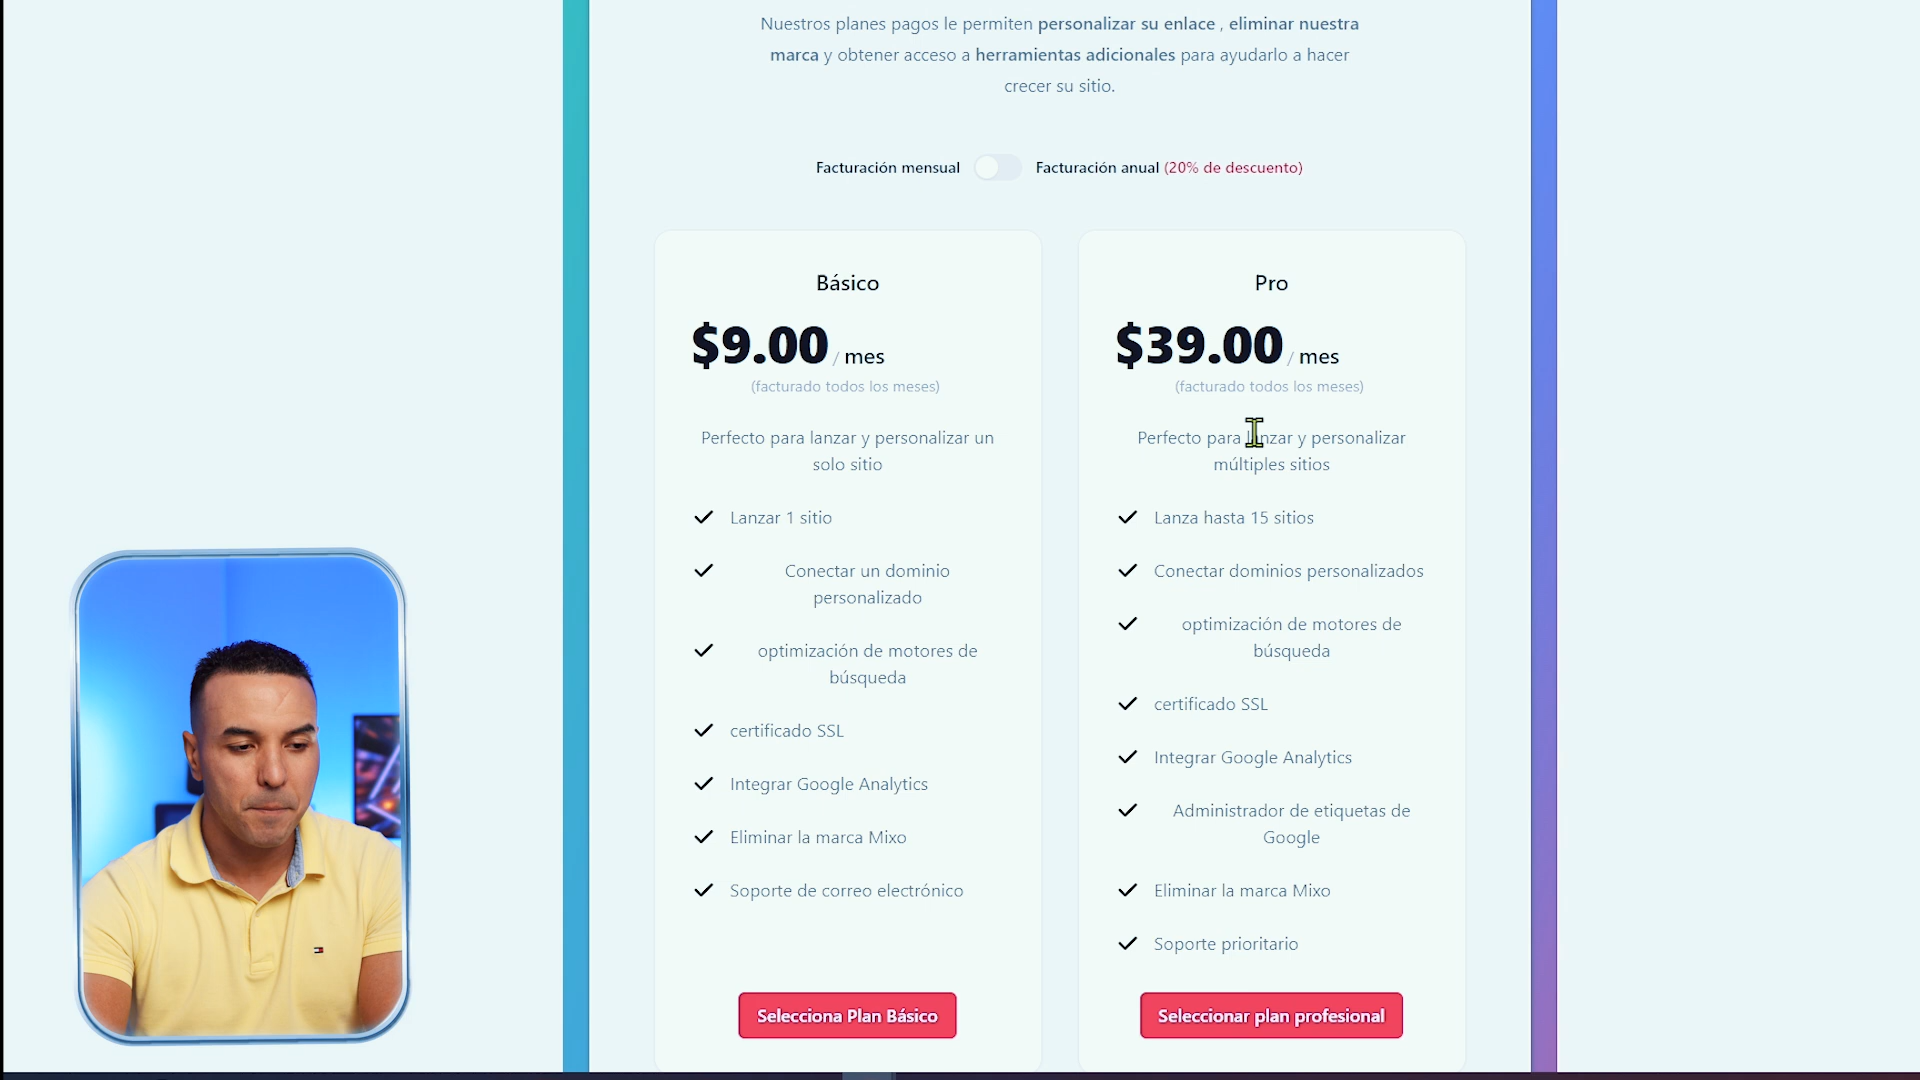 Nuestros planes pagos le permiten personalizar su enlace , eliminar nuestra
marca y obtener acceso a herramientas adicionales para ayudarlo a hacer
crecer su sitio.
Facturación mensual
Facturación anual (20% de descuento)
Básico
$9.00 / mes
(facturado todos los meses)
Perfecto para lanzar y personalizar un
solo sitio
Lanzar 1 sitio
Conectar un dominio
personalizado
optimización de motores de
búsqueda
certificado SSL
Integrar Google Analytics
Eliminar la marca Mixo
Soporte de correo electrónico
Selecciona Plan Básico
Pro
$39.00 / mes
(facturado todos los meses)
Perfecto para lanzar y personalizar
múltiples sitios
Lanza hasta 15 sitios
Conectar dominios personalizados
optimización de motores de
búsqueda
certificado SSL
Integrar Google Analytics
Administrador de etiquetas de
Google
Eliminar la marca Mixo
Soporte prioritario
Seleccionar plan profesional